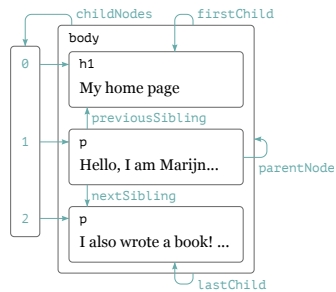 childNodes
firstChild
body
0
h1
My home page
previousSibling
1
p
Hello, I am Marijn...
parentNode
nextSibling
2
p
I also wrote a book! ...
lastChild